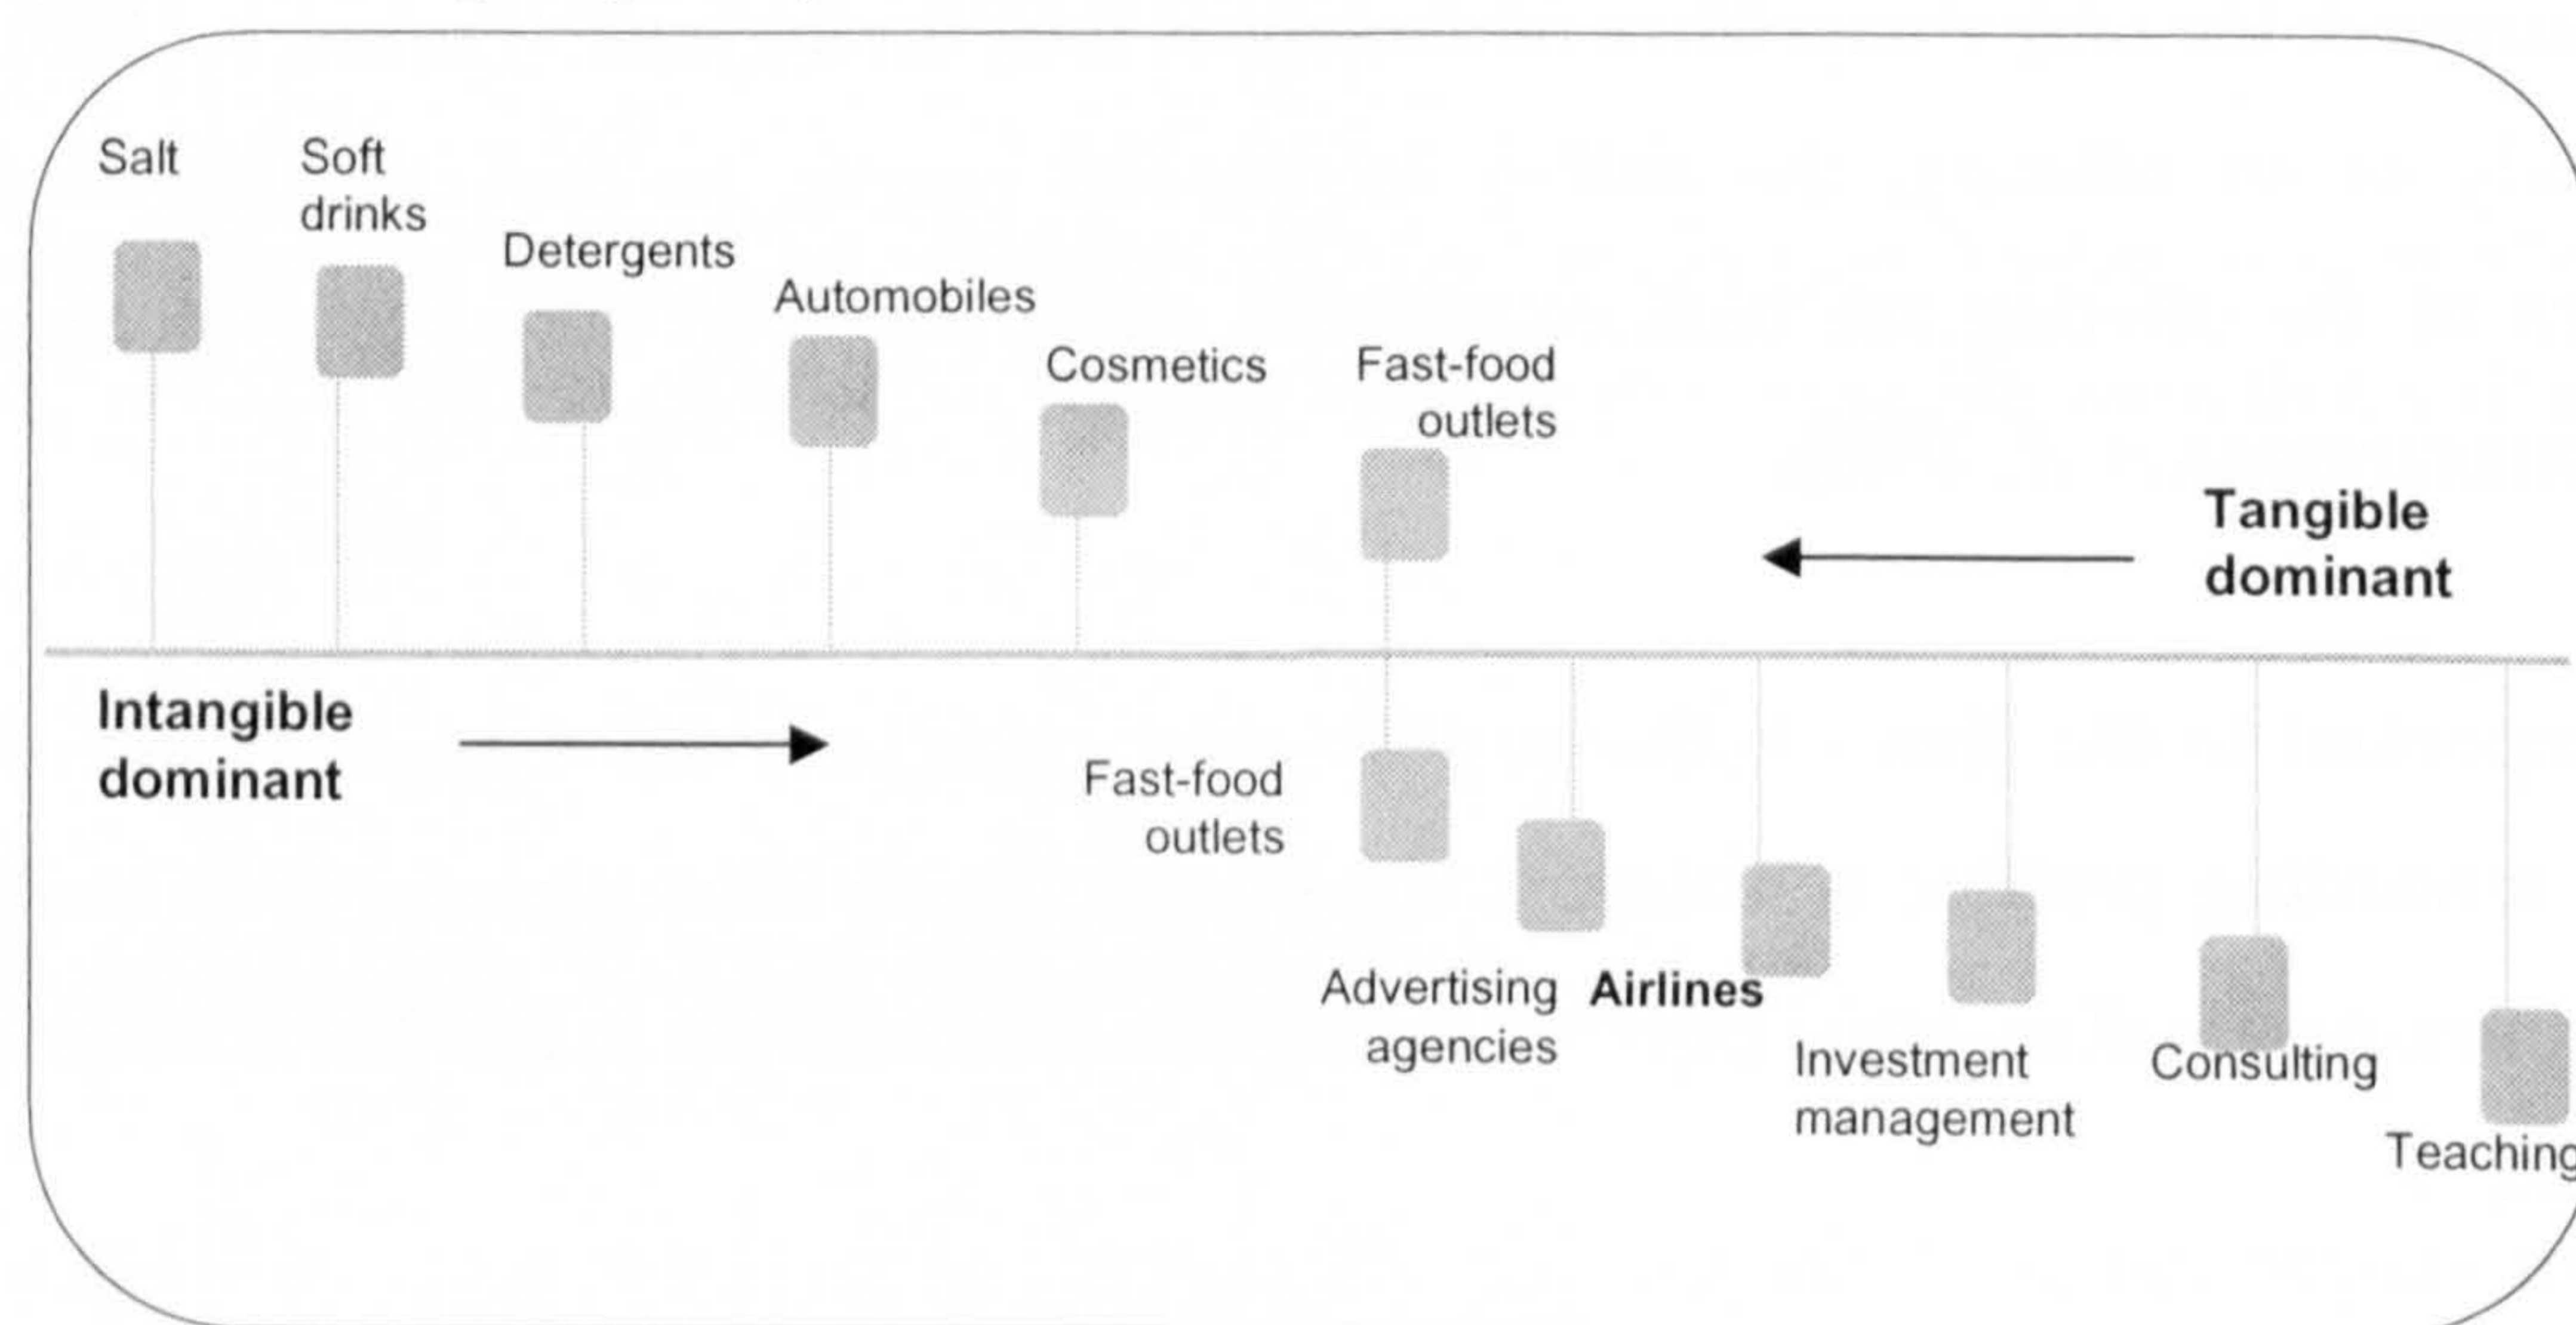 Salt
Soft
drinks
Detergents
Automobiles
Cosmetics
Fast-food
outlets
Tangible
dominant
Intangible
dominant
Fast-food
outlets
Advertising
agencies
Airlines
Investment
management
Consulting
Teaching